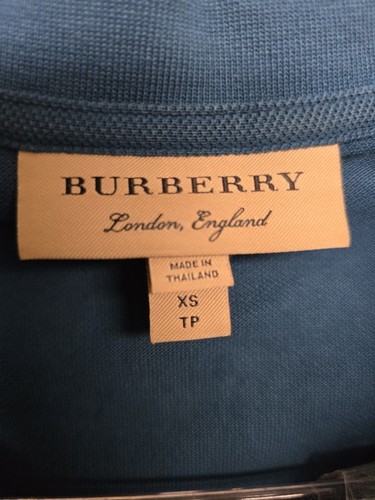 BURBERRY
London, England
MADE IN
THAILAND
XS
TP